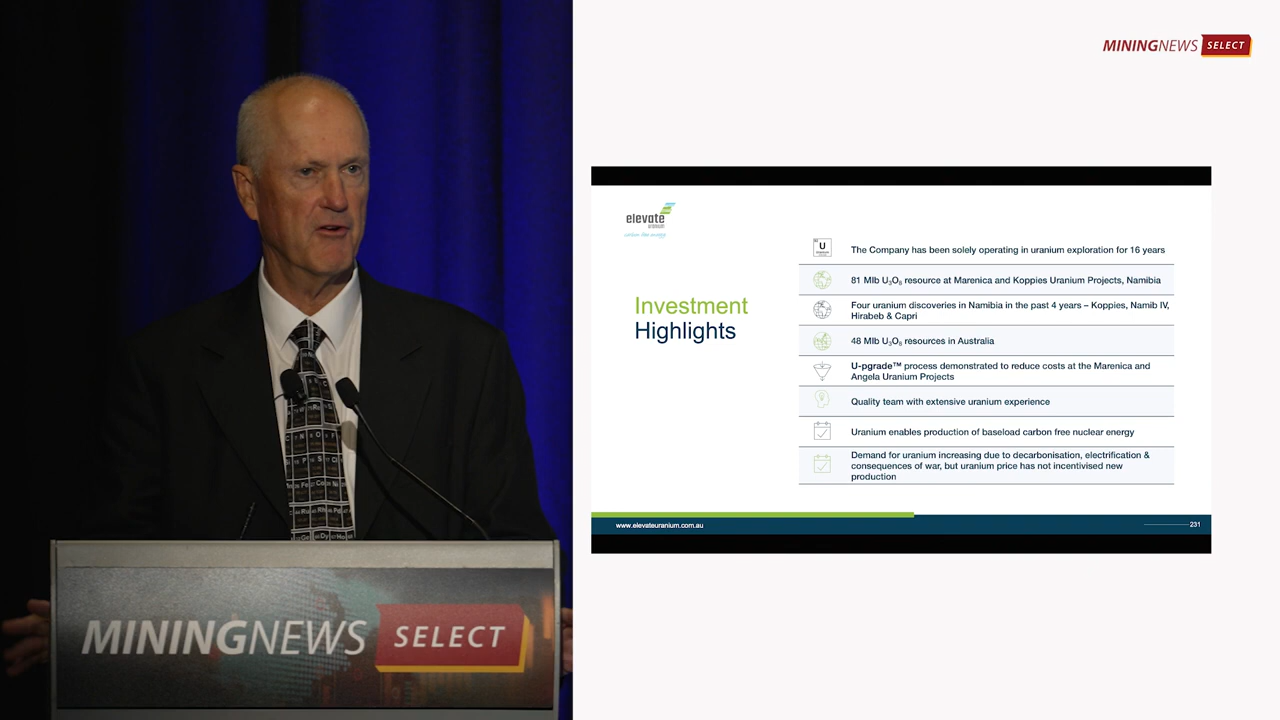 MININGNEWS SELECT
elevate
uranium
carbon-free energy
Investment
Highlights
U
The Company has been solely operating in uranium exploration for 16 years
81 Mlb U₃O₈ resource at Marenica and Koppies Uranium Projects, Namibia
Four uranium discoveries in Namibia in the past 4 years – Koppies, Namib IV,
Hirabeb & Capri
48 Mlb U₃O₈ resources in Australia
U-pgrade™ process demonstrated to reduce costs at the Marenica and
Angela Uranium Projects
Quality team with extensive uranium experience
Uranium enables production of baseload carbon free nuclear energy
Demand for uranium increasing due to decarbonisation, electrification &
consequences of war, but uranium price has not incentivised new
production
www.elevateuranium.com.au
231
MININGNEWS SELECT